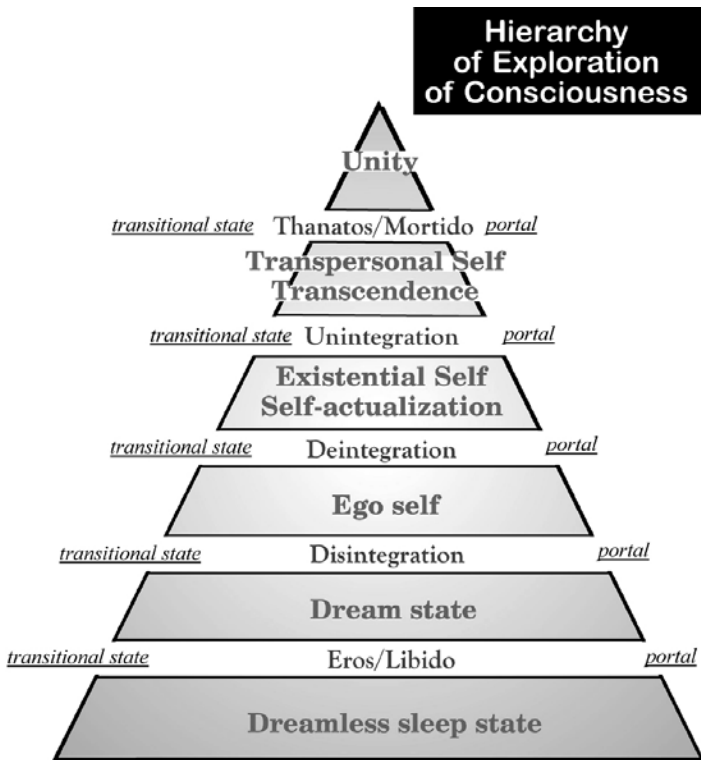 Hierarchy
of Exploration
of Consciousness
Unity
transitional state Thanatos/Mortido portal
Transpersonal Self
Transcendence
transitional state Unintegration portal
Existential Self
Self-actualization
transitional state Deintegration portal
Ego self
transitional state Disintegration portal
Dream state
transitional state Eros/Libido portal
Dreamless sleep state